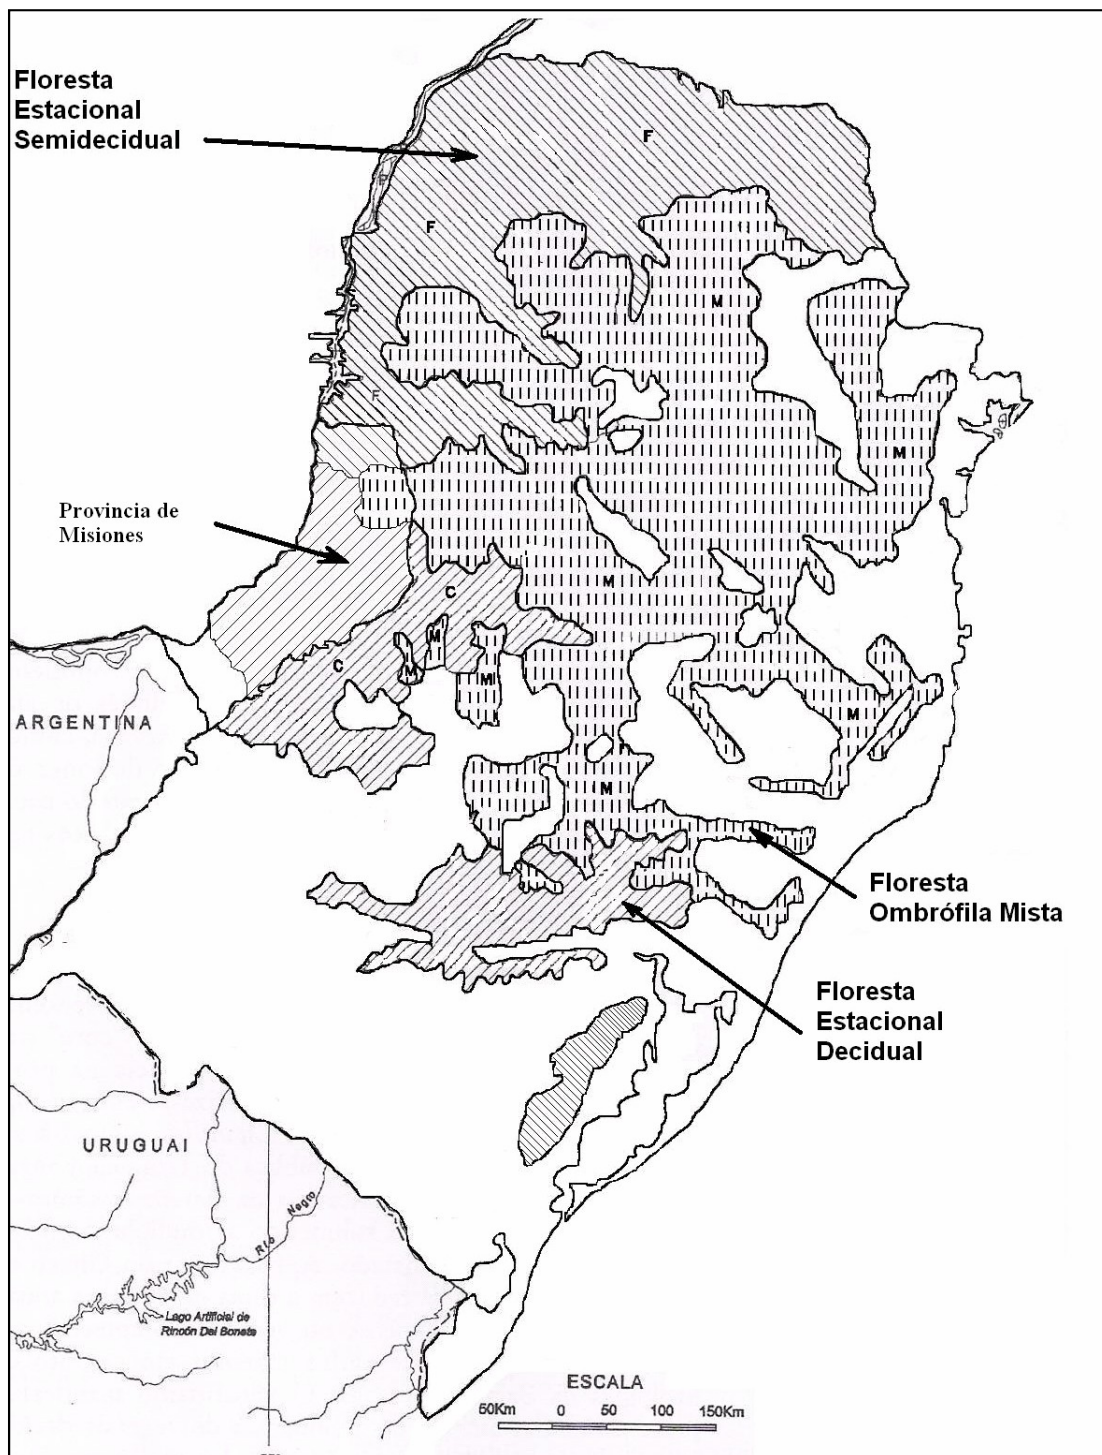 Floresta
Estacional
Semidecidual
F
F
F
M
M
Provincia de
Misiones
C
M
M
M
M
C
ARGENTINA
M
M
Floresta
Ombrófila Mista
Floresta
Estacional
Decidual
URUGUAI
Rio Negro
Lago Artificial de
Rincón Del Bonete
ESCALA
50Km 0 50 100 150Km